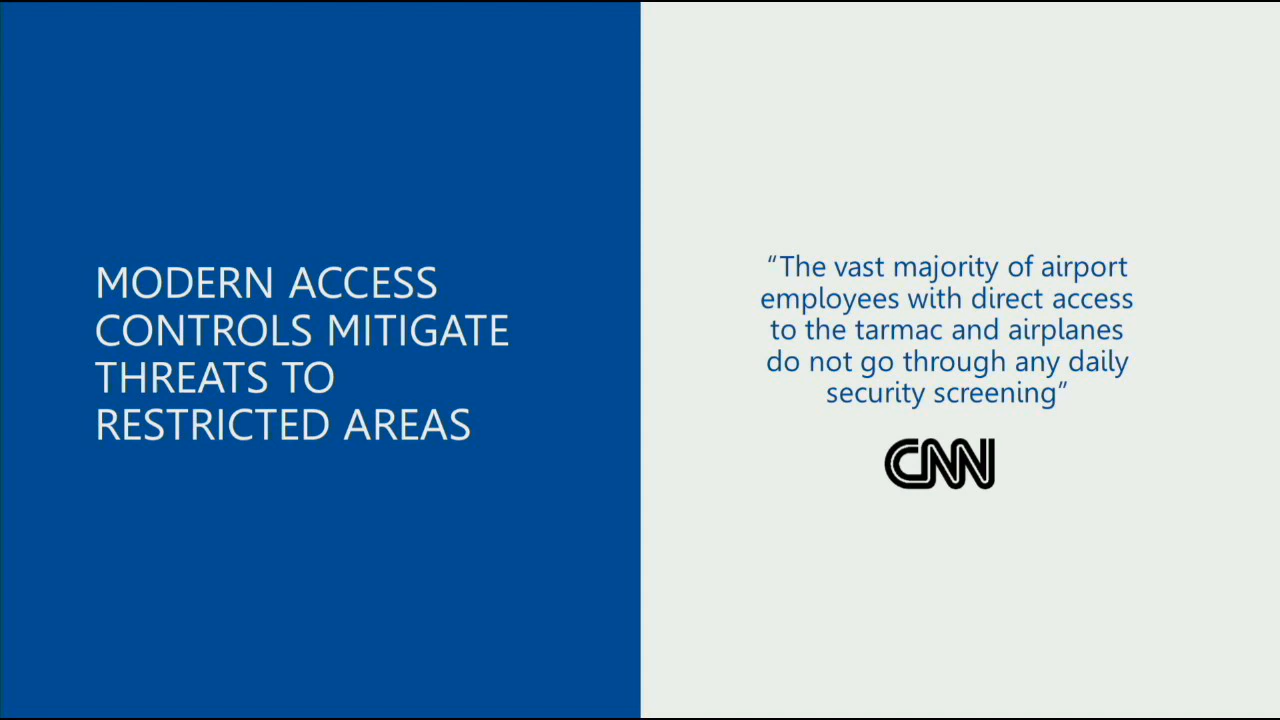 MODERN ACCESS
CONTROLS MITIGATE
THREATS TO
RESTRICTED AREAS
“The vast majority of airport
employees with direct access
to the tarmac and airplanes
do not go through any daily
security screening”
CNN